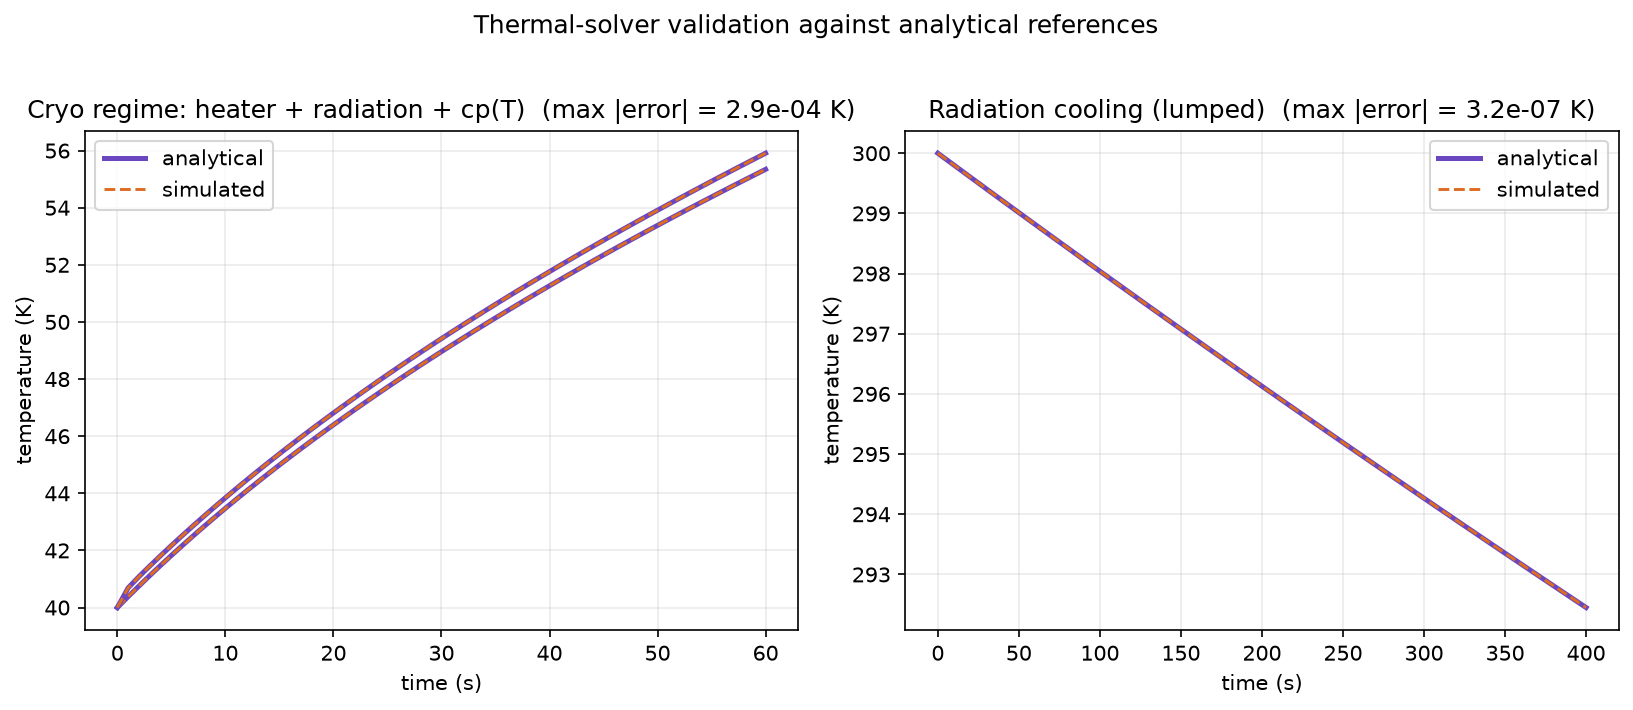 Thermal-solver validation against analytical references
Cryo regime: heater + radiation + cp(T)  (max |error| = 2.9e-04 K)
analytical
simulated
56
54
52
50
48
46
44
42
40
temperature (K)
0 10 20 30 40 50 60
time (s)
Radiation cooling (lumped)  (max |error| = 3.2e-07 K)
analytical
simulated
300
299
298
297
296
295
294
293
temperature (K)
0 50 100 150 200 250 300 350 400
time (s)